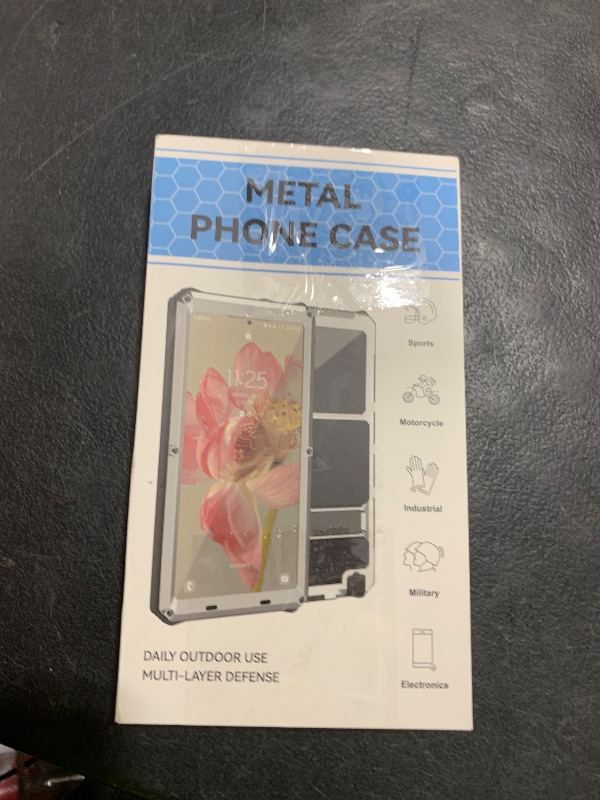 METAL
PHONE CASE
11:25
Sports
Motorcycle
Industrial
Military
Electronics
DAILY OUTDOOR USE
MULTI-LAYER DEFENSE